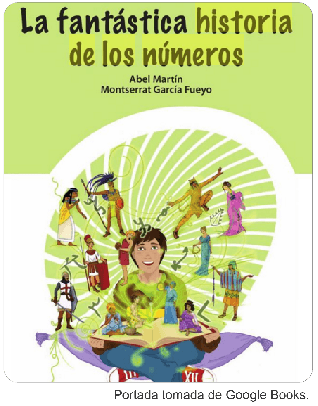 La fantástica historia
de los números
Abel Martín
Montserrat García Fueyo
Portada tomada de Google Books.